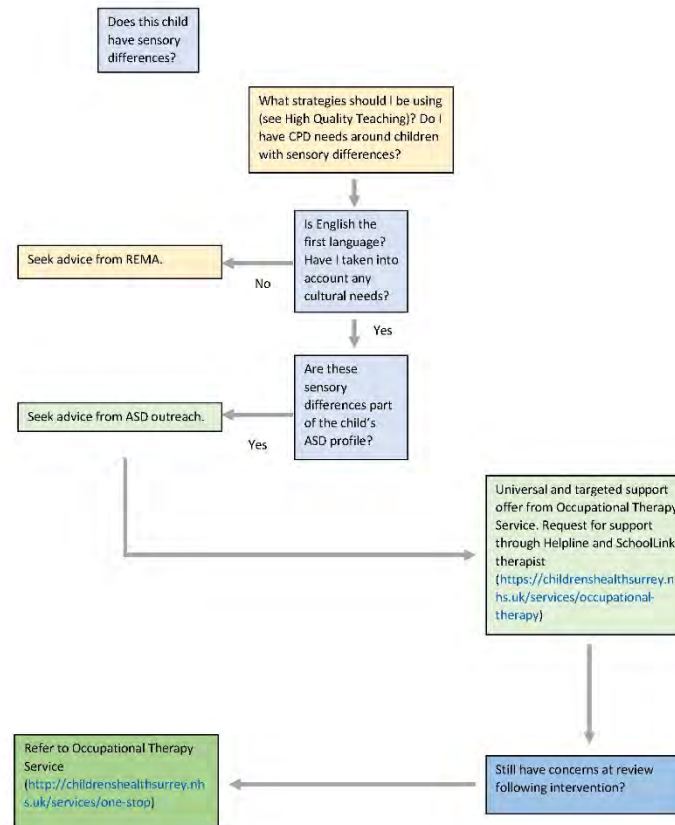 Does this child
have sensory
differences?
What strategies should I be using
(see High Quality Teaching)? Do I
have CPD needs around children
with sensory differences?
Is English the
first language?
Have I taken into
account any
cultural needs?
Seek advice from REMA.
No
Yes
Are these
sensory
differences part
of the child's
ASD profile?
Seek advice from ASD outreach.
Yes
Universal and targeted support
offer from Occupational Therapy
Service. Request for support
through Helpline and SchoolLink
therapist
(https://childrenshealthsurrey.n
hs.uk/services/occupational-
therapy)
Refer to Occupational Therapy
Service
(http://childrenshealthsurrey.nh
s.uk/services/one-stop)
Still have concerns at review
following intervention?